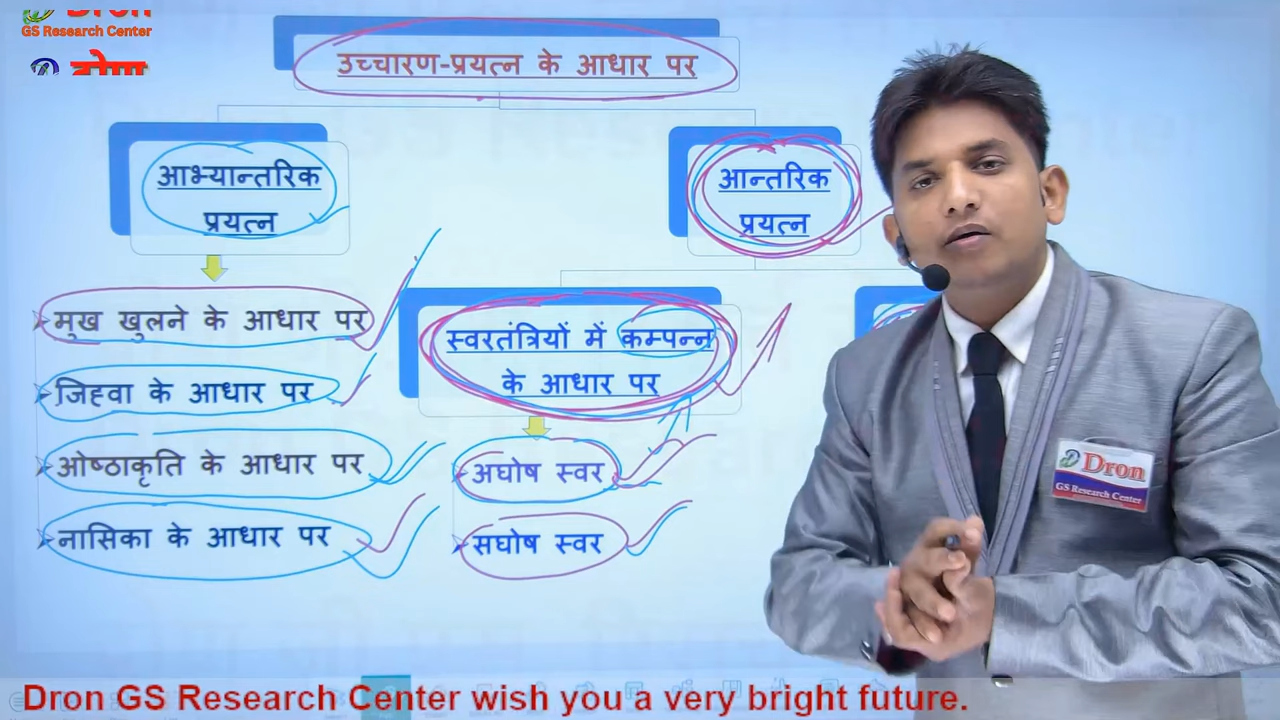 Dron
GS Research Center
द्रोण
उच्चारण-प्रयत्न के आधार पर
आभ्यान्तरिक
प्रयत्न
आन्तरिक
प्रयत्न
मुख खुलने के आधार पर
जिह्वा के आधार पर
ओष्ठाकृति के आधार पर
नासिका के आधार पर
स्वरतंत्रियों में कम्पन्न
के आधार पर
अघोष स्वर
सघोष स्वर
Dron
GS Research Center
Dron GS Research Center wish you a very bright future.